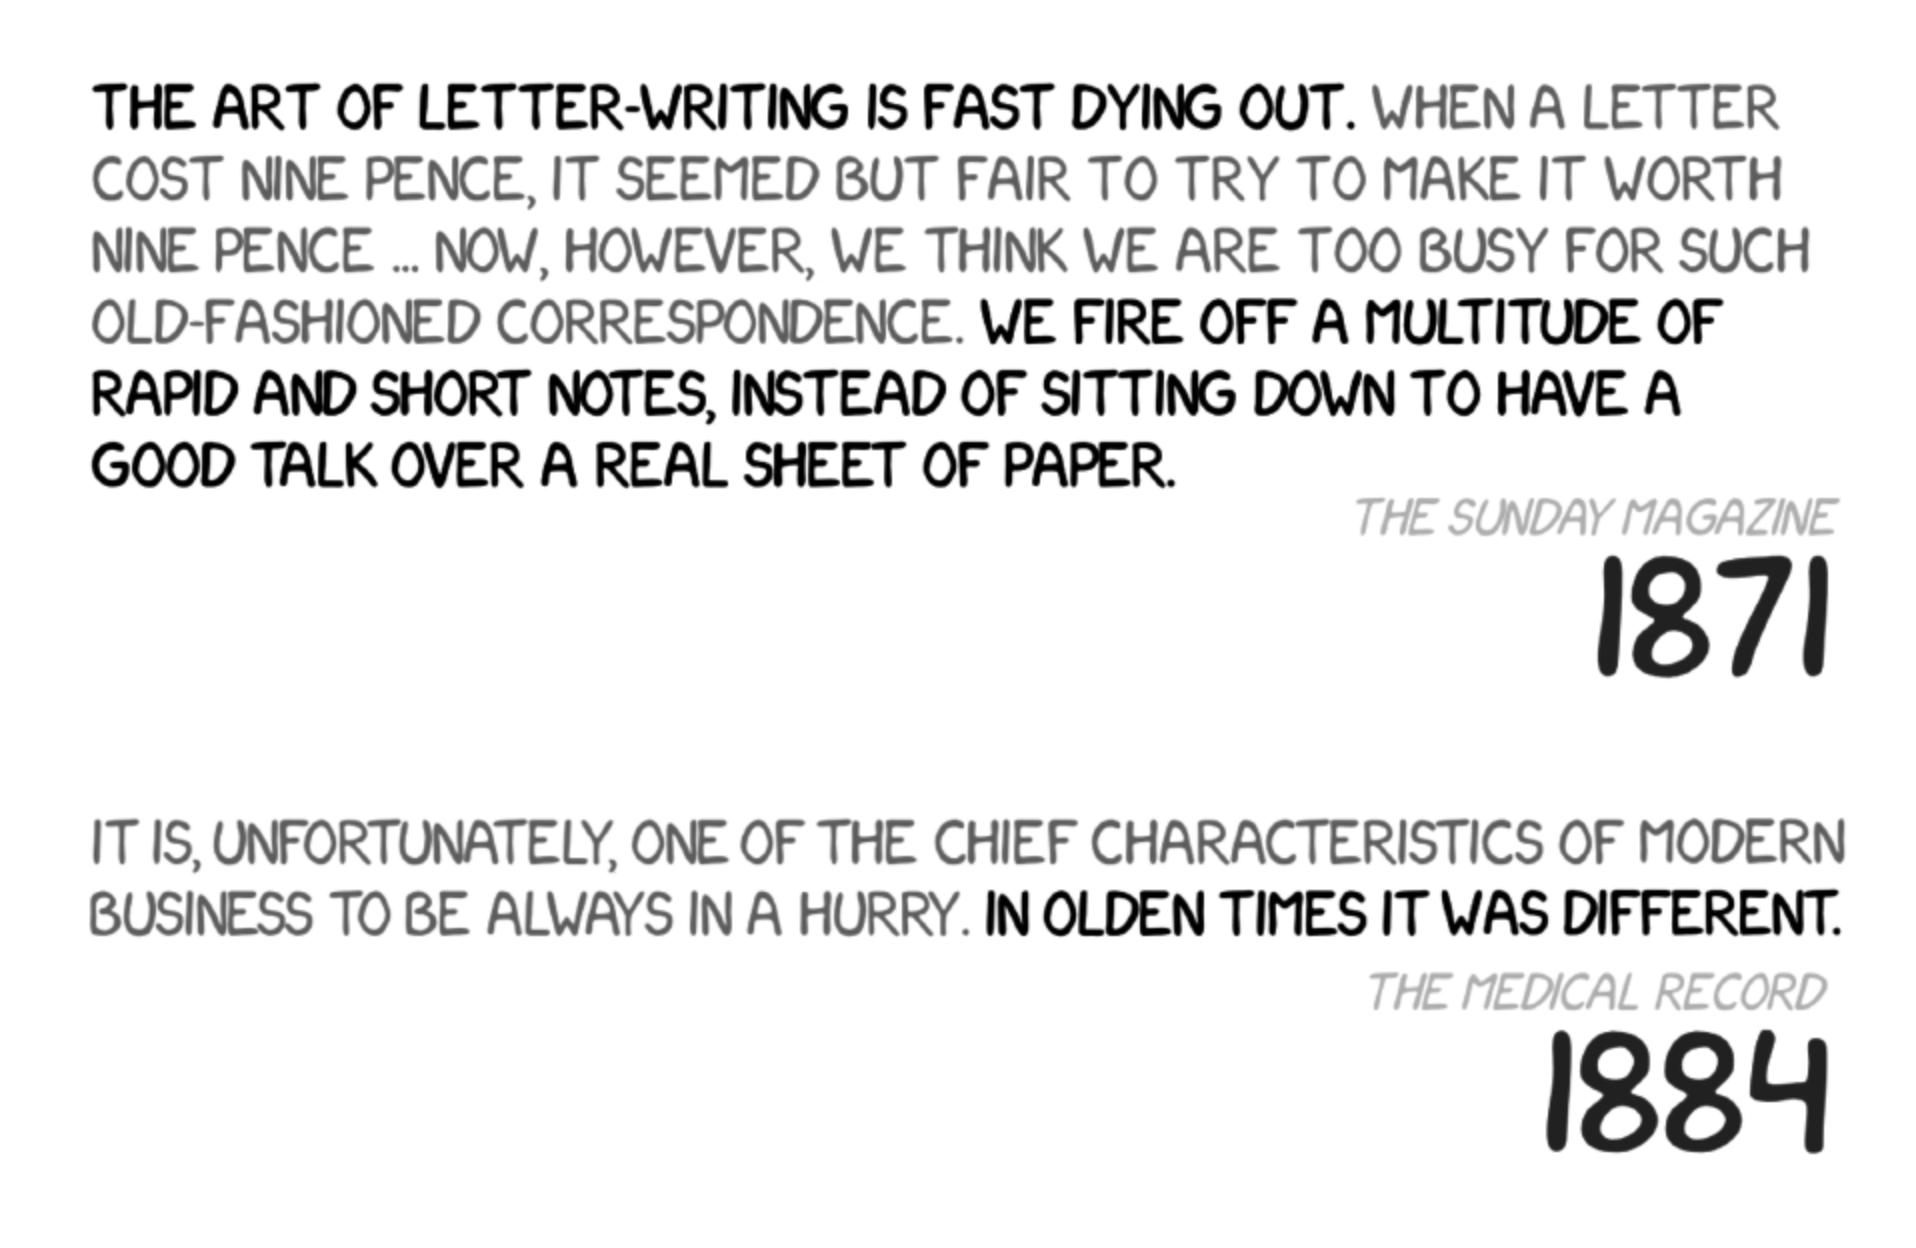 THE ART OF LETTER-WRITING IS FAST DYING OUT. WHEN A LETTER
COST NINE PENCE, IT SEEMED BUT FAIR TO TRY TO MAKE IT WORTH
NINE PENCE ... NOW, HOWEVER, WE THINK WE ARE TOO BUSY FOR SUCH
OLD-FASHIONED CORRESPONDENCE. WE FIRE OFF A MULTITUDE OF
RAPID AND SHORT NOTES, INSTEAD OF SITTING DOWN TO HAVE A
GOOD TALK OVER A REAL SHEET OF PAPER.
THE SUNDAY MAGAZINE
1871
IT IS, UNFORTUNATELY, ONE OF THE CHIEF CHARACTERISTICS OF MODERN
BUSINESS TO BE ALWAYS IN A HURRY. IN OLDEN TIMES IT WAS DIFFERENT.
THE MEDICAL RECORD
1884